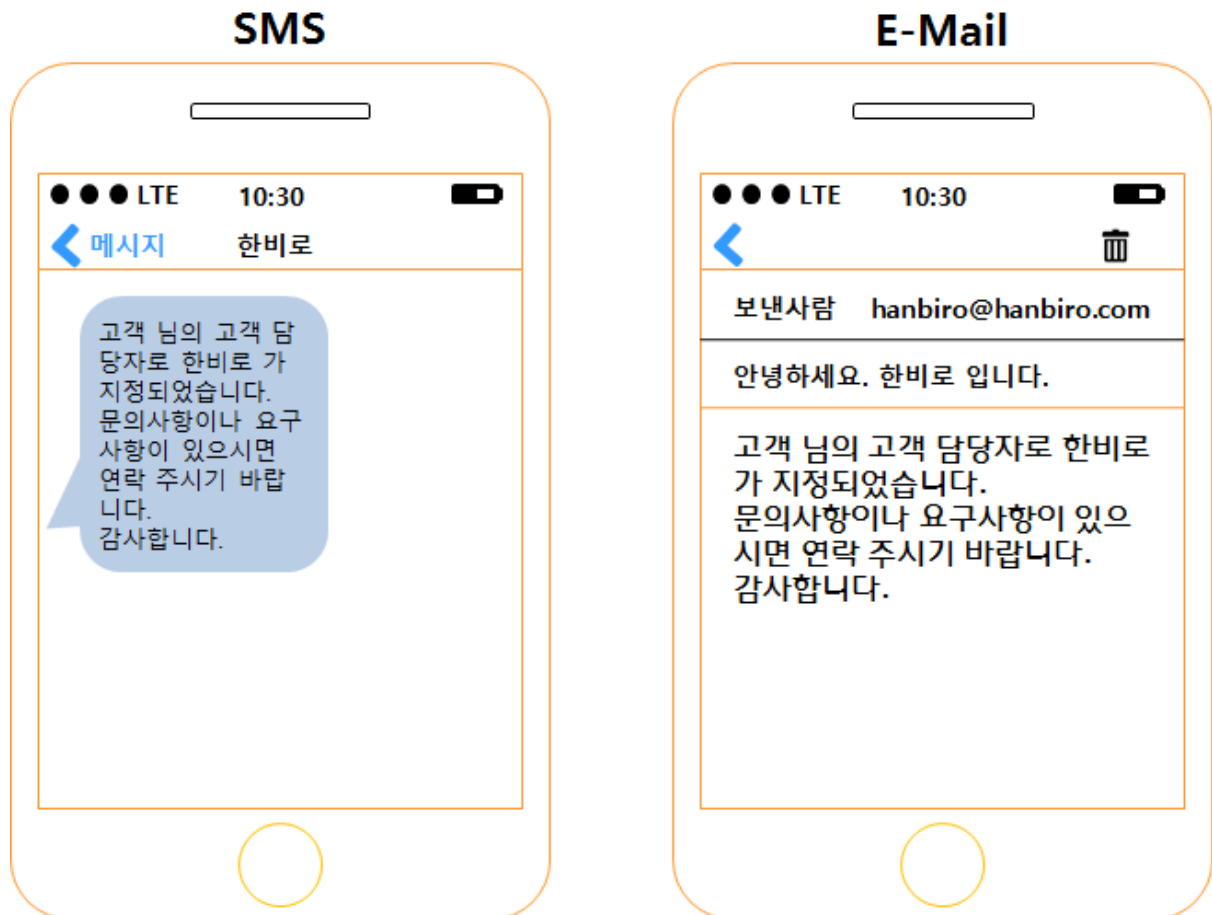 SMS
LTE 10:30
메시지 한비로
고객 님의 고객 담
당자로 한비로 가
지정되었습니다.
문의사항이나 요구
사항이 있으시면
연락 주시기 바랍
니다.
감사합니다.
E-Mail
LTE 10:30
보낸사람 hanbiro@hanbiro.com
안녕하세요. 한비로 입니다.
고객 님의 고객 담당자로 한비로
가 지정되었습니다.
문의사항이나 요구사항이 있으
시면 연락 주시기 바랍니다.
감사합니다.